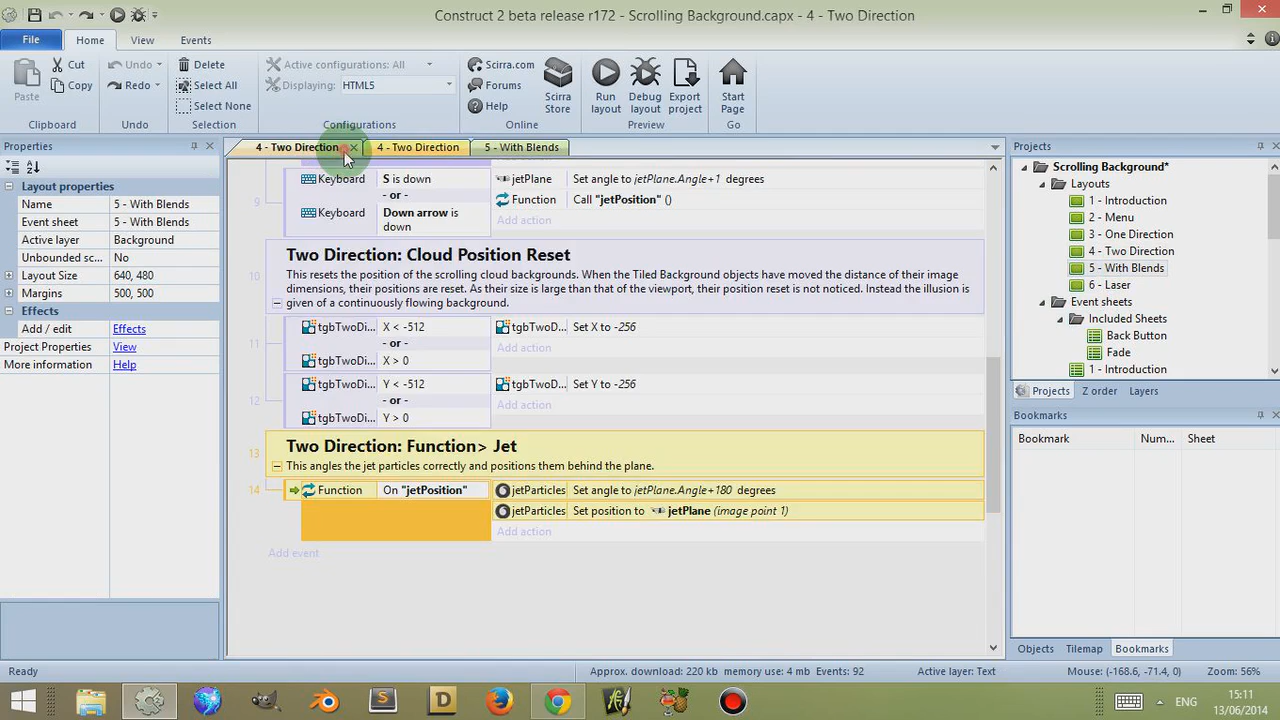 Construct 2 beta release r172 - Scrolling Background.capx - 4 - Two Direction
File Home View Events
Paste Cut Copy
Clipboard
Undo Redo
Undo
Delete Select All Select None
Selection
Active configurations: All
Displaying: HTML5
Configurations
Scirra.com Forums Help
Scirra Store
Online
Run layout Debug layout Export project
Preview
Start Page
Go
Properties
Layout properties
Name 5 - With Blends
Event sheet 5 - With Blends
Active layer Background
Unbounded sc... No
Layout Size 640, 480
Margins 500, 500
Effects
Add / edit Effects
Project Properties View
More information Help
4 - Two Direction 4 - Two Direction 5 - With Blends
9
Keyboard S is down
- or -
Keyboard Down arrow is down
jetPlane Set angle to jetPlane.Angle+1 degrees
Function Call "jetPosition" ()
Add action
10
Two Direction: Cloud Position Reset
This resets the position of the scrolling cloud backgrounds. When the Tiled Background objects have moved the distance of their image
dimensions, their positions are reset. As their size is large than that of the viewport, their position reset is not noticed. Instead the illusion is
given of a continuously flowing background.
11
tgbTwoDi... X < -512
- or -
tgbTwoDi... X > 0
tgbTwoD... Set X to -256
Add action
12
tgbTwoDi... Y < -512
- or -
tgbTwoDi... Y > 0
tgbTwoD... Set Y to -256
Add action
13
Two Direction: Function> Jet
This angles the jet particles correctly and positions them behind the plane.
14
Function On "jetPosition"
jetParticles Set angle to jetPlane.Angle+180 degrees
jetParticles Set position to jetPlane (image point 1)
Add action
Add event
Projects
Scrolling Background*
Layouts
1 - Introduction
2 - Menu
3 - One Direction
4 - Two Direction
5 - With Blends
6 - Laser
Event sheets
Included Sheets
Back Button
Fade
1 - Introduction
Projects Z order Layers
Bookmarks
Bookmark Num... Sheet
Objects Tilemap Bookmarks
Ready
Approx. download: 220 kb memory use: 4 mb Events: 92 Active layer: Text Mouse: (-168.6, -71.4, 0) Zoom: 56%
S D
ENG
15:11
13/06/2014